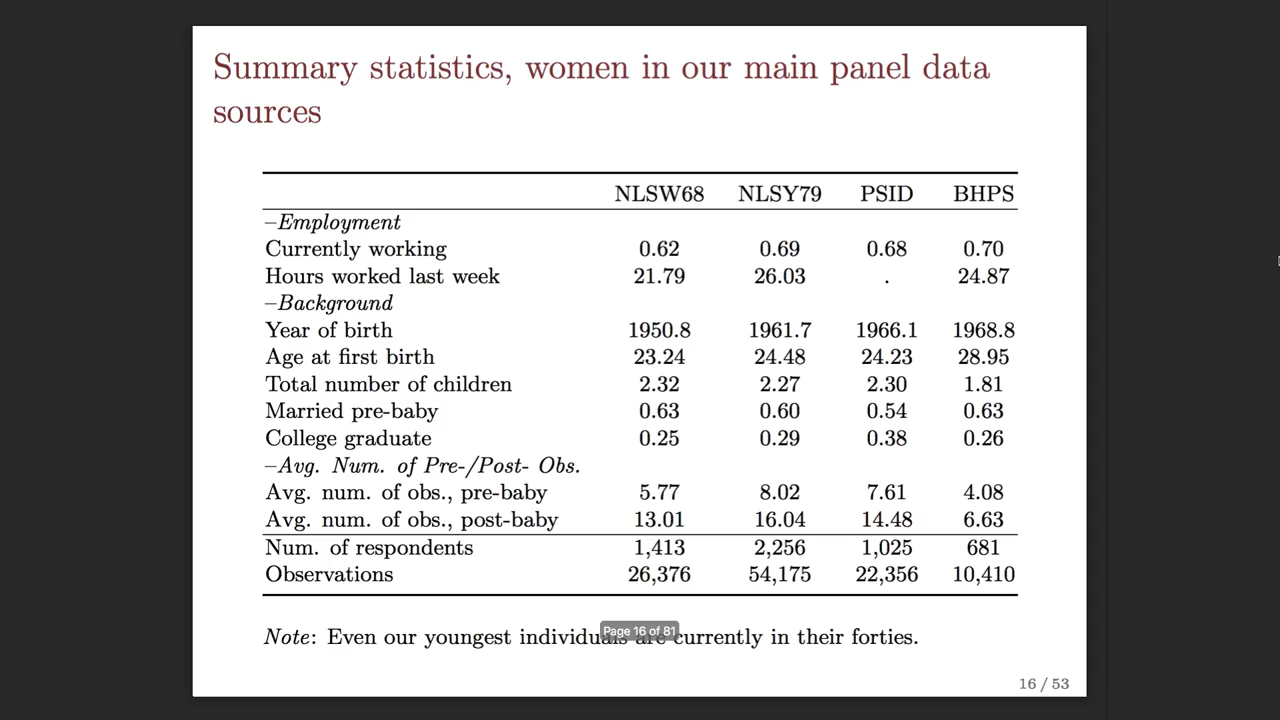 Summary statistics, women in our main panel data
sources
NLSW68 NLSY79 PSID BHPS
–Employment
Currently working 0.62 0.69 0.68 0.70
Hours worked last week 21.79 26.03 . 24.87
–Background
Year of birth 1950.8 1961.7 1966.1 1968.8
Age at first birth 23.24 24.48 24.23 28.95
Total number of children 2.32 2.27 2.30 1.81
Married pre-baby 0.63 0.60 0.54 0.63
College graduate 0.25 0.29 0.38 0.26
–Avg. Num. of Pre-/Post- Obs.
Avg. num. of obs., pre-baby 5.77 8.02 7.61 4.08
Avg. num. of obs., post-baby 13.01 16.04 14.48 6.63
Num. of respondents 1,413 2,256 1,025 681
Observations 26,376 54,175 22,356 10,410
Page 16 of 81
Note: Even our youngest individuals are currently in their forties.
16 / 53